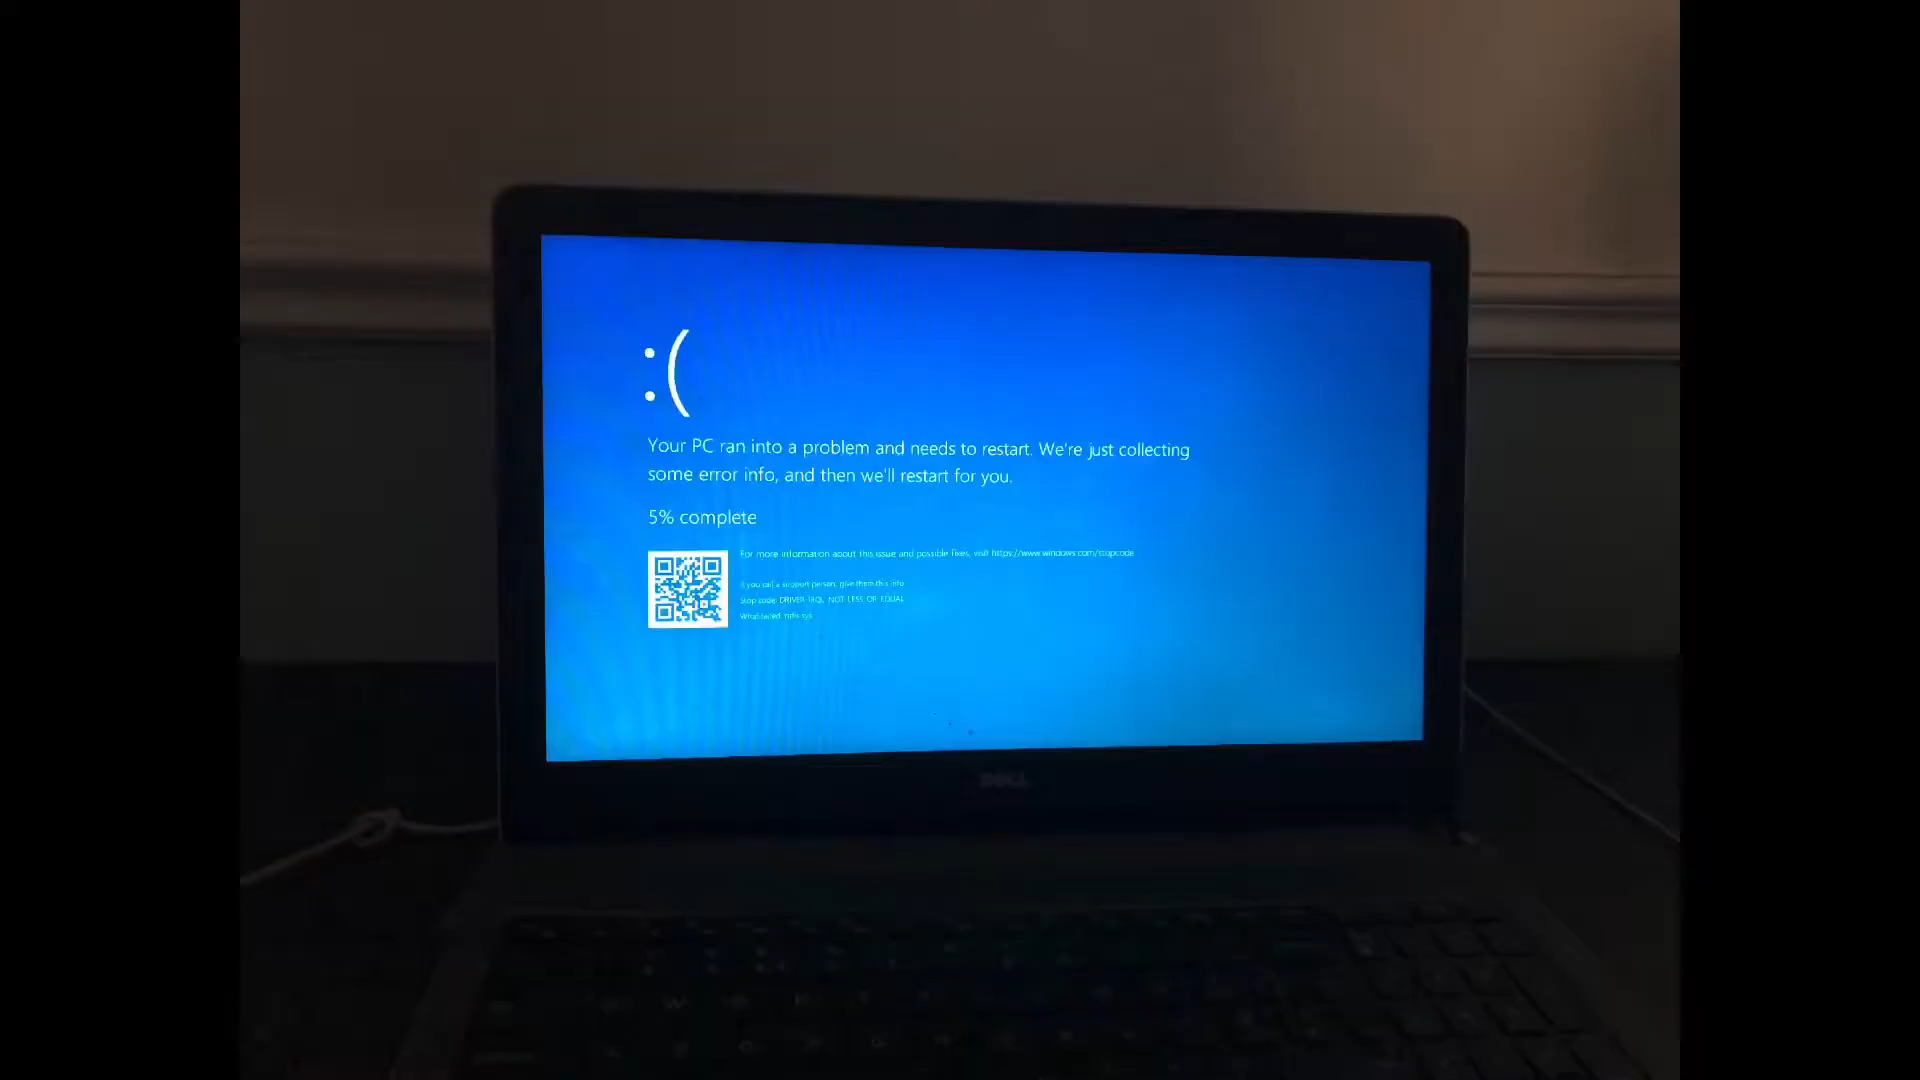 :(
Your PC ran into a problem and needs to restart. We're just collecting
some error info, and then we'll restart for you.
5% complete
For more information about this issue and possible fixes, visit https://www.windows.com/stopcode
If you call a support person, give them this info
Stop code: DRIVER IRQL NOT LESS OR EQUAL
What failed:
DELL